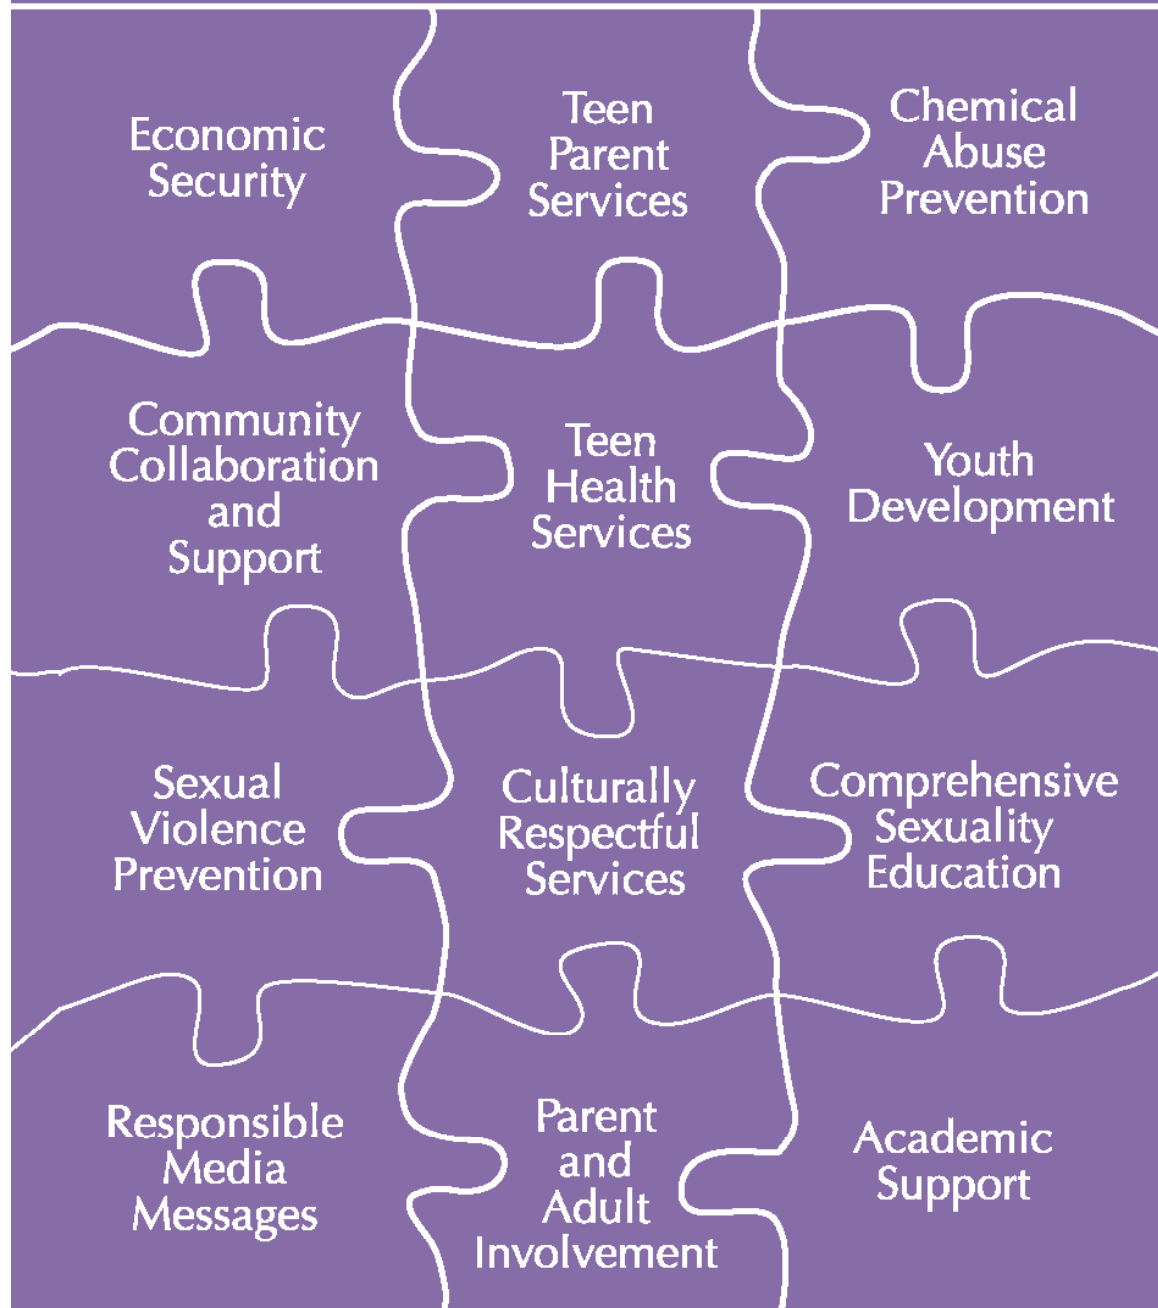 Economic
Security
Teen
Parent
Services
Chemical
Abuse
Prevention
Community
Collaboration
and
Support
Teen
Health
Services
Youth
Development
Sexual
Violence
Prevention
Culturally
Respectful
Services
Comprehensive
Sexuality
Education
Responsible
Media
Messages
Parent
and
Adult
Involvement
Academic
Support